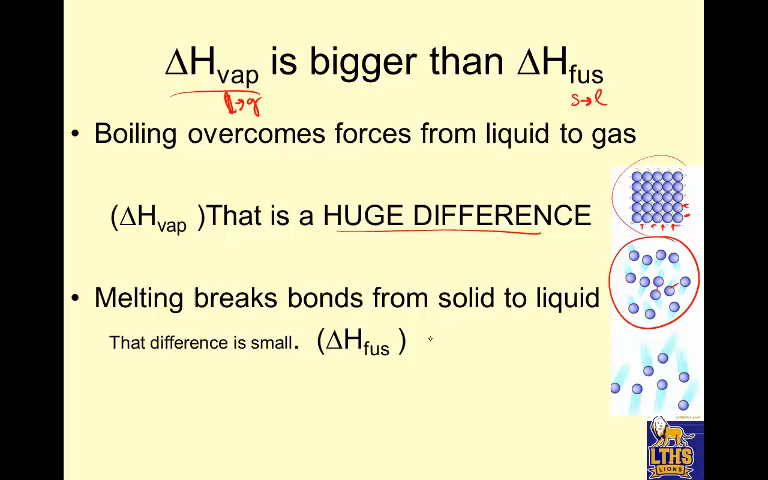 ΔHvap is bigger than ΔHfus
l→g s→l
• Boiling overcomes forces from liquid to gas
(ΔHvap )That is a HUGE DIFFERENCE
• Melting breaks bonds from solid to liquid
That difference is small. (ΔHfus )
LTHS
LIONS